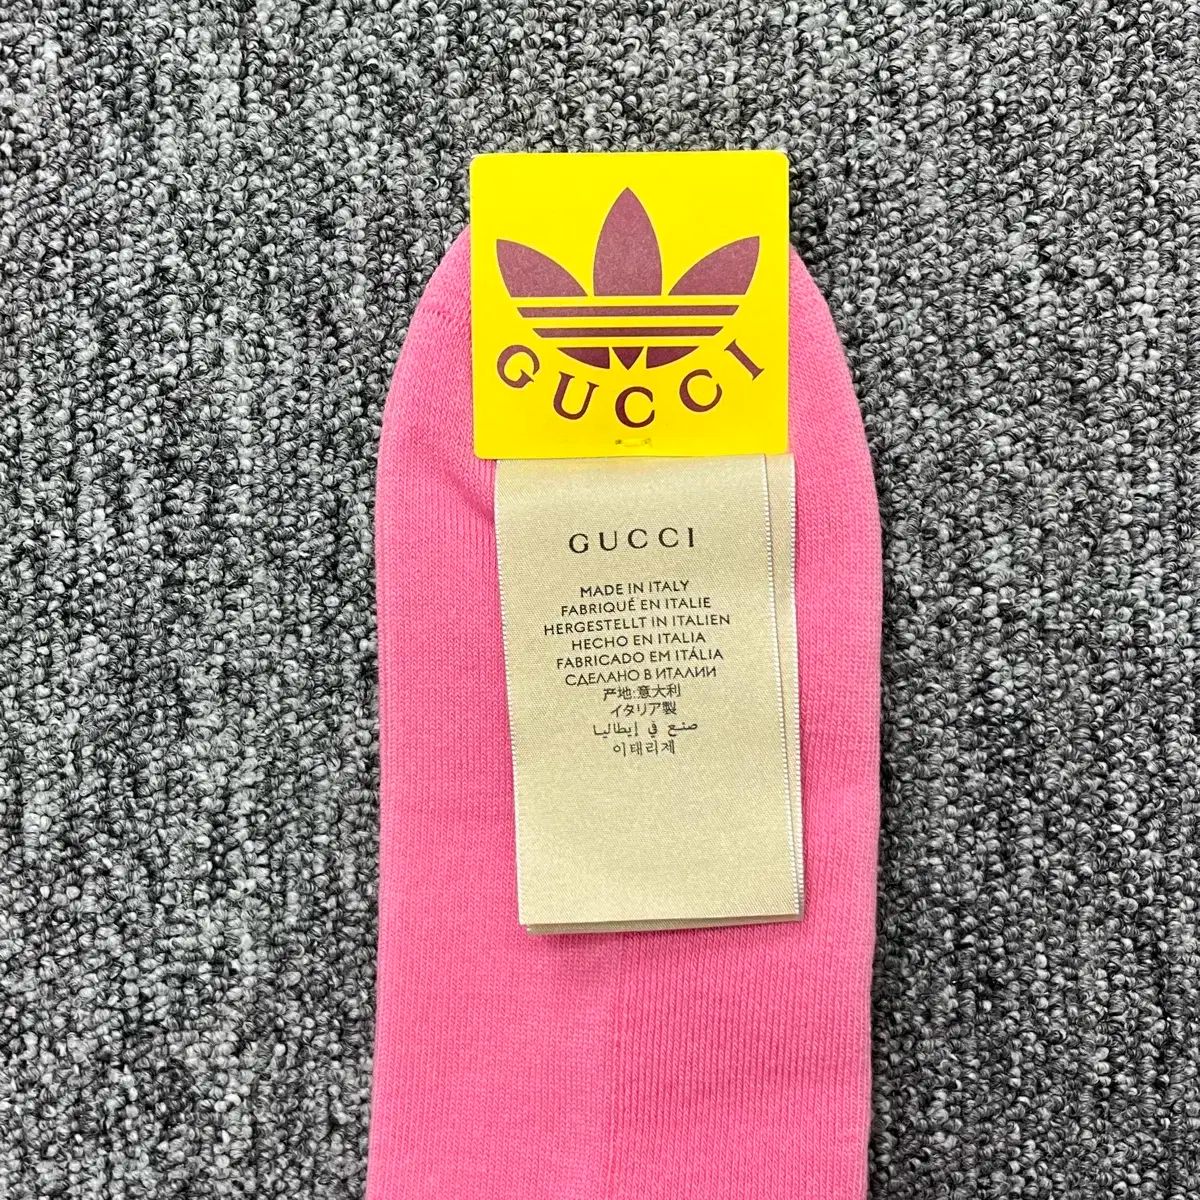 GUCCI
GUCCI
MADE IN ITALY
FABRIQUÉ EN ITALIE
HERGESTELLT IN ITALIEN
HECHO EN ITALIA
FABRICADO EM ITÁLIA
СДЕЛАНО В ИТАЛИИ
产地:意大利
イタリア製
صنع في إيطاليا
이태리제